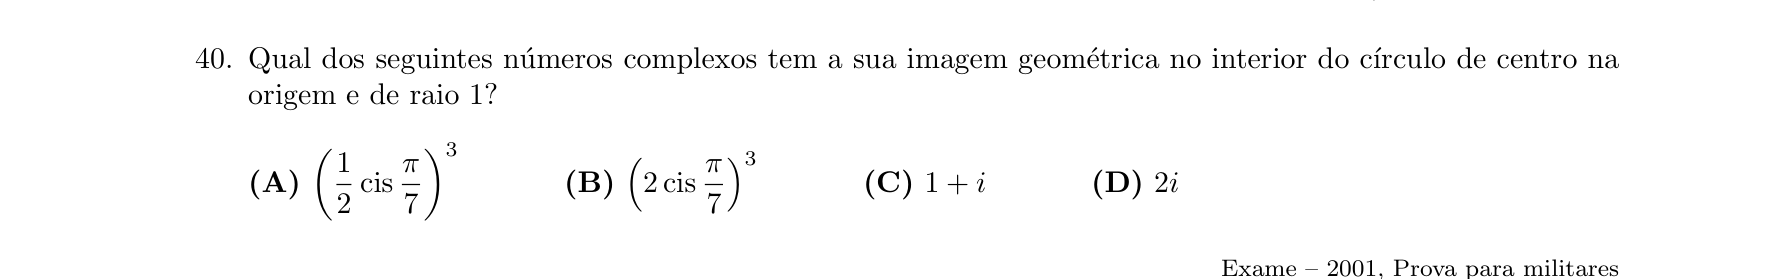 40. Qual dos seguintes números complexos tem a sua imagem geométrica no interior do círculo de centro na
origem e de raio 1?
(A) (1/2 cis π/7)^3 (B) (2 cis π/7)^3 (C) 1 + i (D) 2i
Exame – 2001, Prova para militares